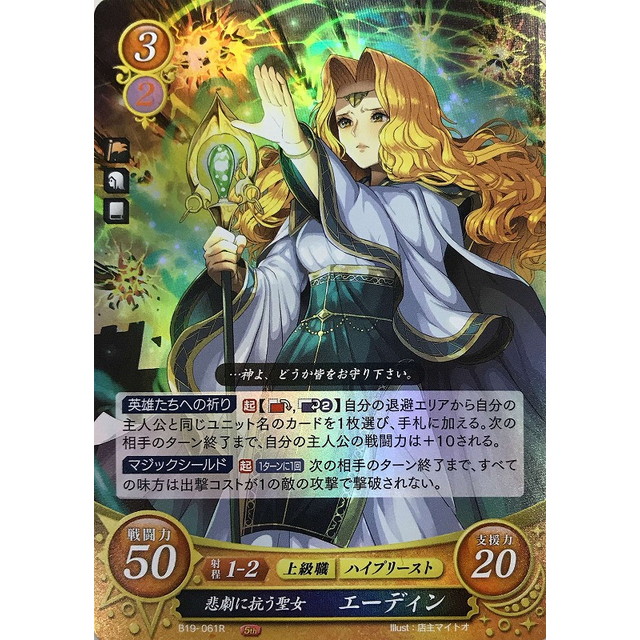 3
2
…神よ、どうか皆をお守り下さい。
英雄たちへの祈り 起【 , 2】自分の退避エリアから自分の
主人公と同じユニット名のカードを1枚選び、手札に加える。次の
相手のターン終了まで、自分の主人公の戦闘力は＋10される。
マジックシールド 起 1ターンに1回 次の相手のターン終了まで、すべて
の味方は出撃コストが1の敵の攻撃で撃破されない。
戦闘力
50
射程 1-2
上級職
ハイプリースト
支援力
20
悲劇に抗う聖女 エーディン
B19-061R 5th
Illust：店主マイトオ